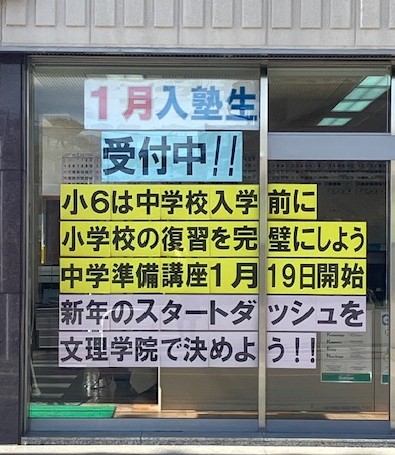 1月入塾生
受付中!!
小6は中学校入学前に
小学校の復習を完璧にしよう
中学準備講座1月19日開始
新年のスタートダッシュを
文理学院で決めよう!!